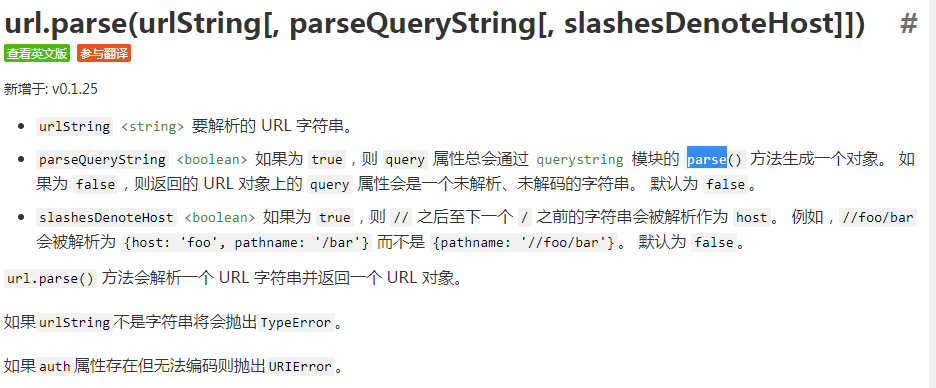 url.parse(urlString[, parseQueryString[, slashesDenoteHost]]) #
查看英文版 参与翻译
新增于: v0.1.25
• urlString <string> 要解析的 URL 字符串。
• parseQueryString <boolean> 如果为 true，则 query 属性总会通过 querystring 模块的 parse() 方法生成一个对象。 如
果为 false，则返回的 URL 对象上的 query 属性会是一个未解析、未解码的字符串。 默认为 false。
• slashesDenoteHost <boolean> 如果为 true，则 // 之后至下一个 / 之前的字符串会被解析作为 host。 例如，//foo/bar
会被解析为 {host: 'foo', pathname: '/bar'} 而不是 {pathname: '//foo/bar'}。 默认为 false。
url.parse() 方法会解析一个 URL 字符串并返回一个 URL 对象。
如果urlString不是字符串将会抛出TypeError。
如果auth属性存在但无法编码则抛出URIError。